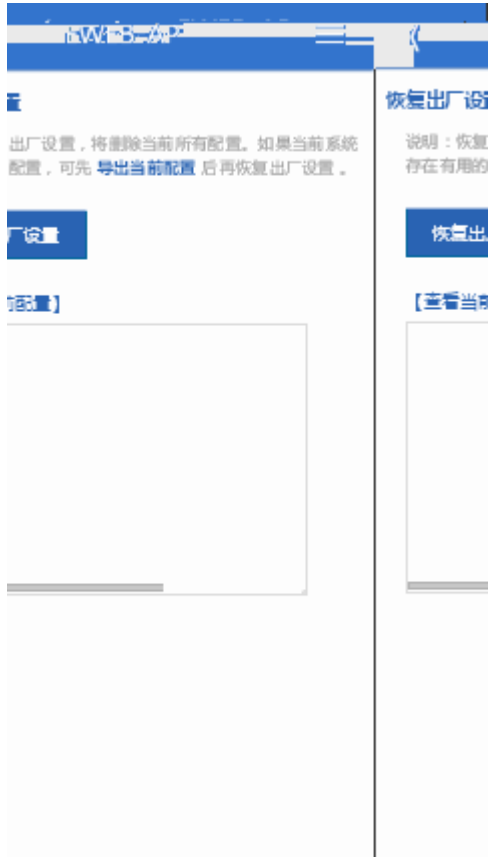 恢复出厂设
说明：恢复
存在有用的
出厂设置，将删除当前所有配置。如果当前系统
配置，可先 导出当前配置 后再恢复出厂设置 。
恢复出
厂设置
【查看当前
配置】